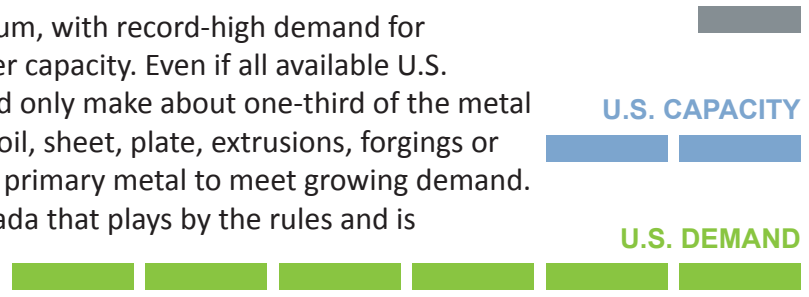 um, with record-high demand for
er capacity. Even if all available U.S.
d only make about one-third of the metal
oil, sheet, plate, extrusions, forgings or
primary metal to meet growing demand.
ada that plays by the rules and is
U.S. CAPACITY
U.S. DEMAND